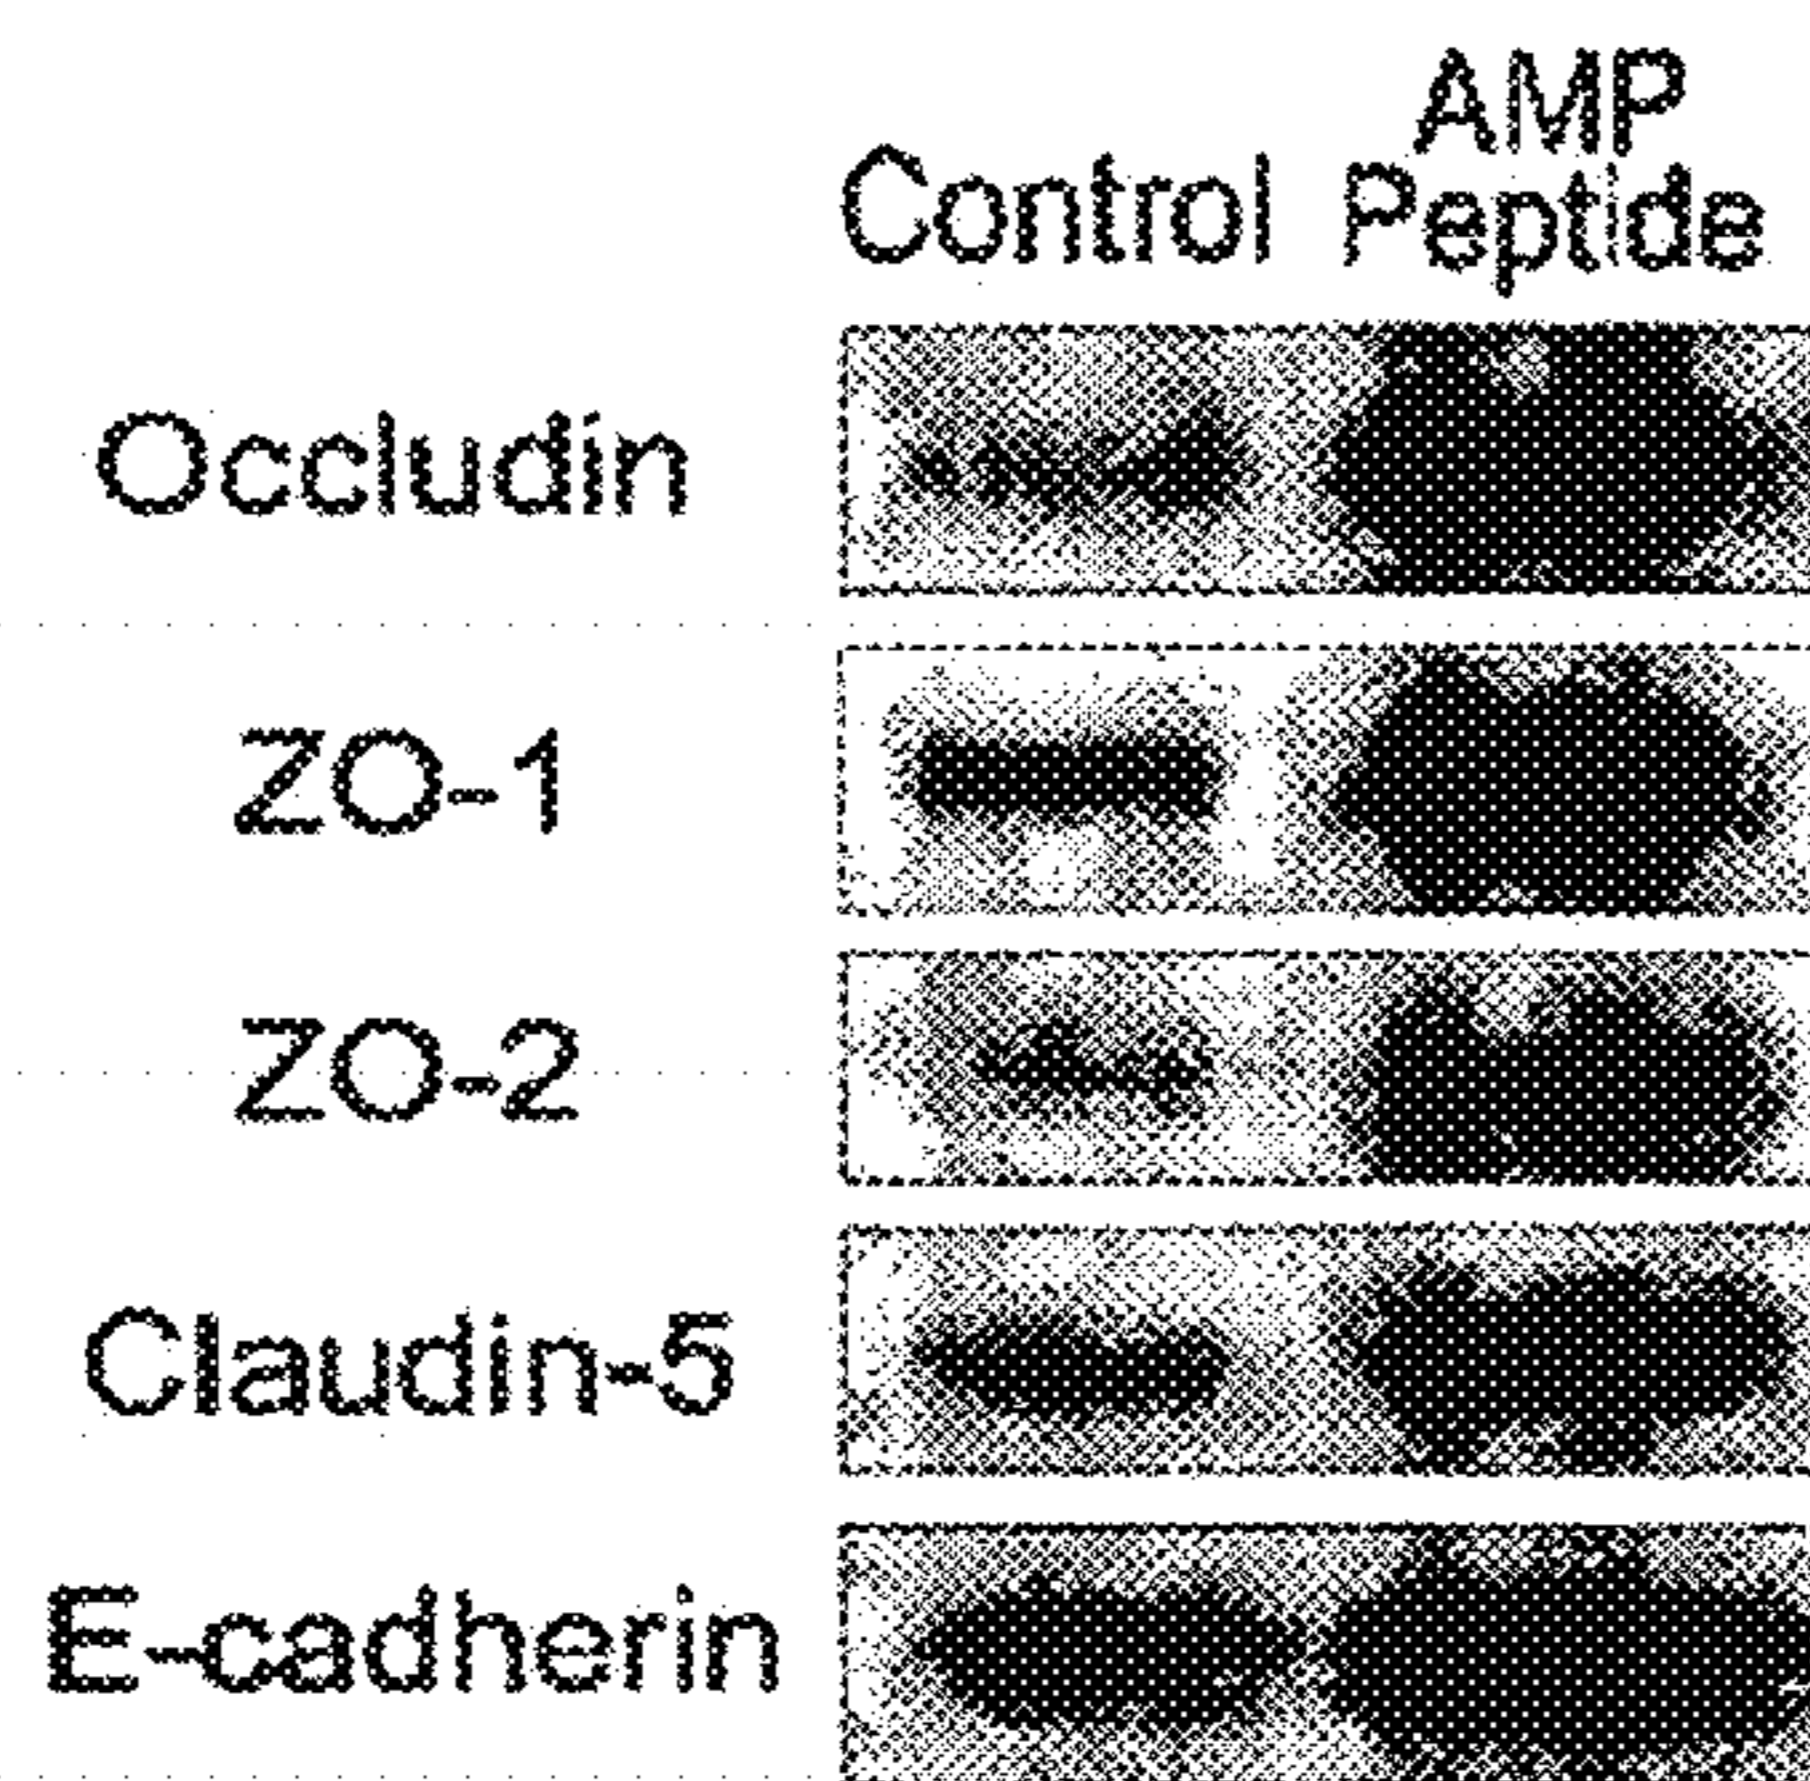 AMP
Control Peptide
Occludin
ZO-1
ZO-2
Claudin-5
E-cadherin